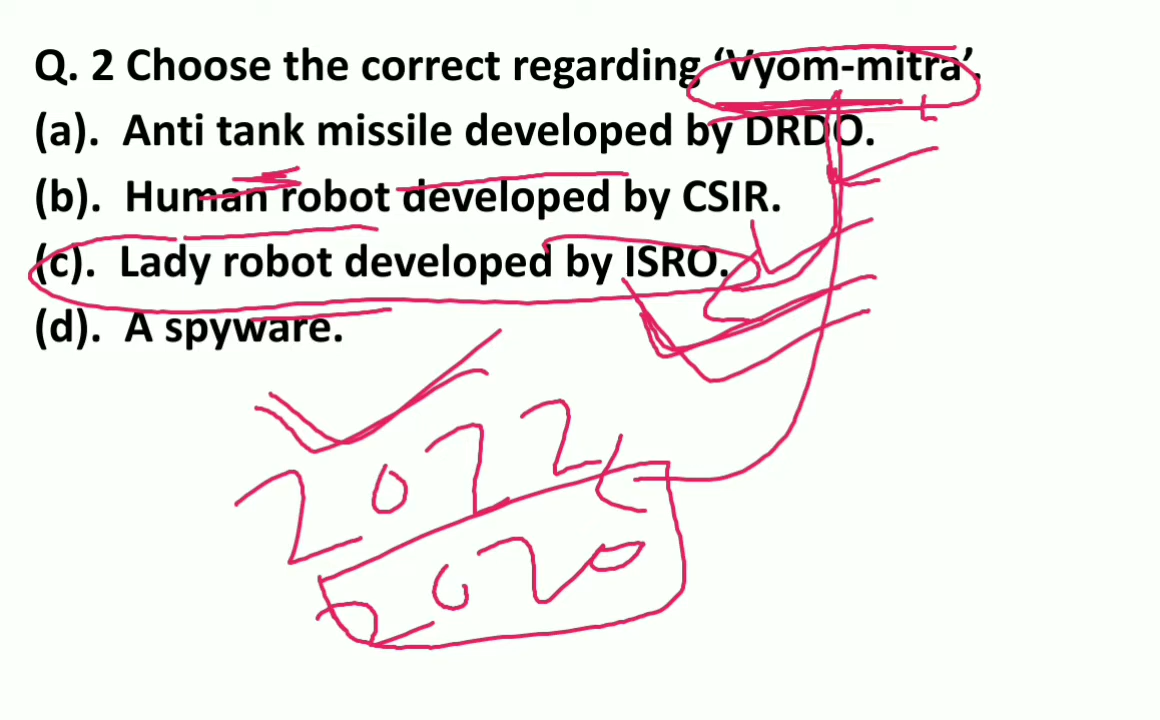 Q. 2 Choose the correct regarding ‘Vyom-mitra’.
(a). Anti tank missile developed by DRDO.
(b). Human robot developed by CSIR.
(c). Lady robot developed by ISRO.
(d). A spyware.
2022
2020